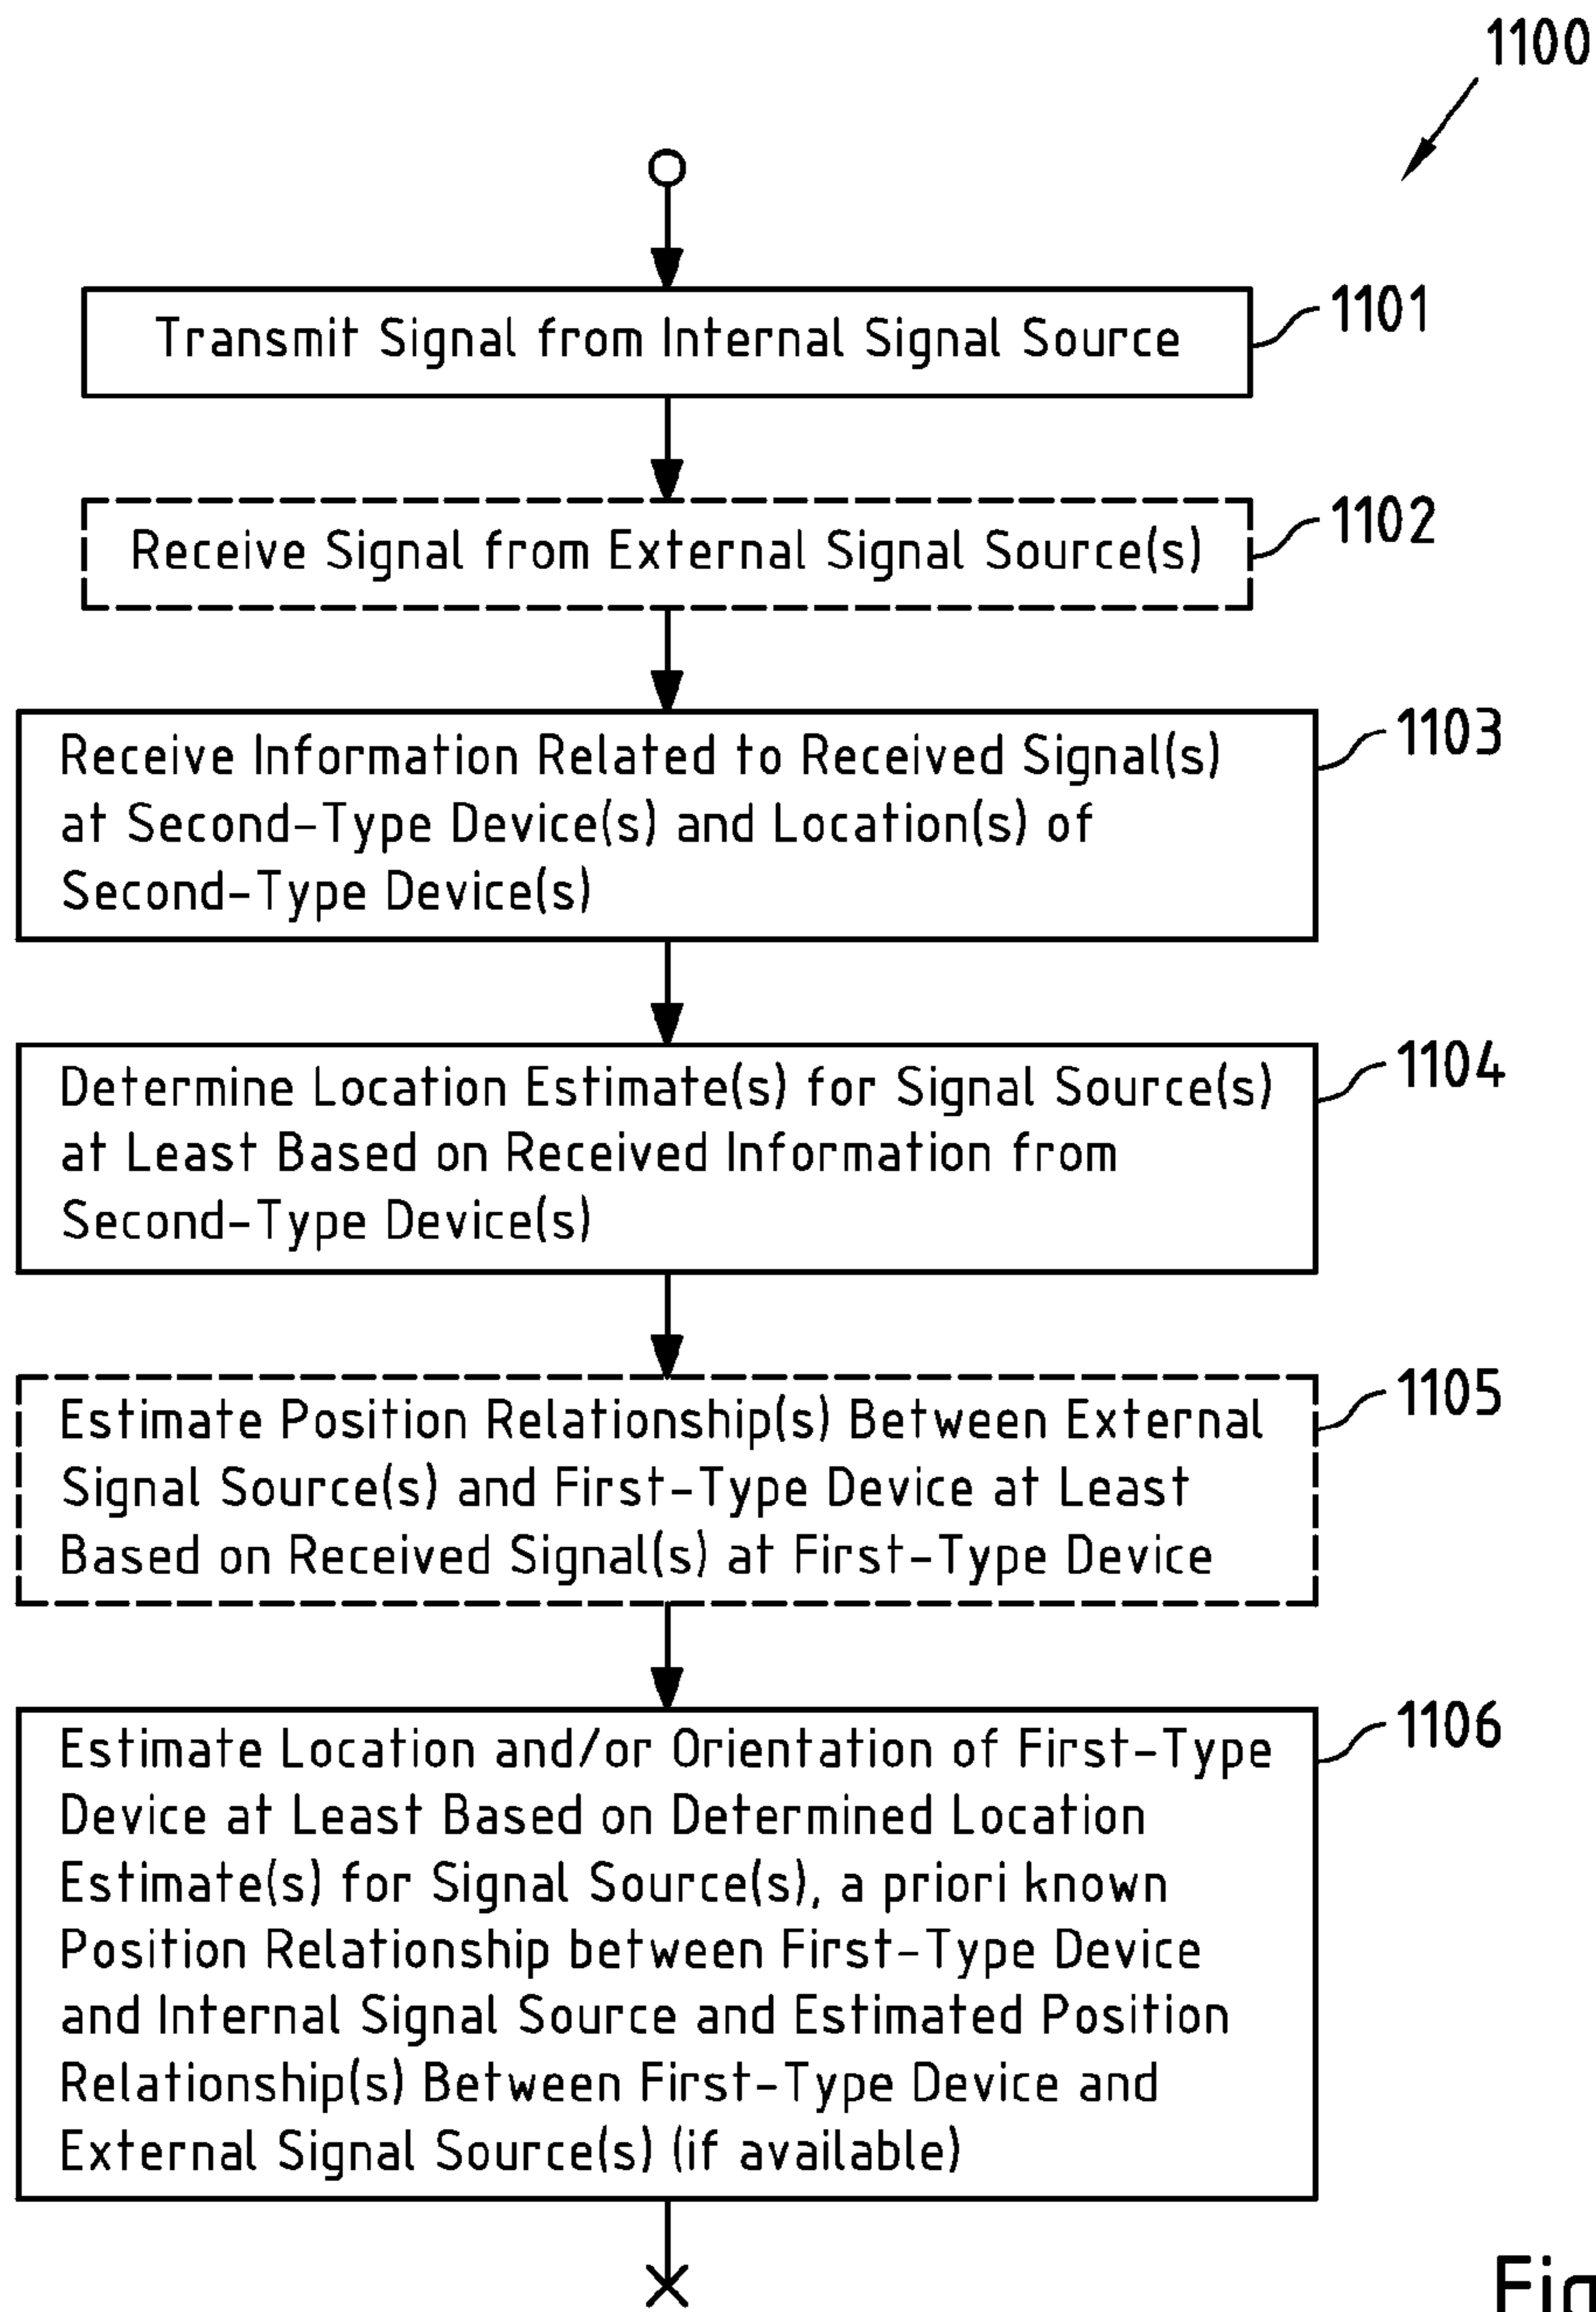 1100
Transmit Signal from Internal Signal Source
1101
Receive Signal from External Signal Source(s)
1102
Receive Information Related to Received Signal(s)
at Second-Type Device(s) and Location(s) of
Second-Type Device(s)
1103
Determine Location Estimate(s) for Signal Source(s)
at Least Based on Received Information from
Second-Type Device(s)
1104
Estimate Position Relationship(s) Between External
Signal Source(s) and First-Type Device at Least
Based on Received Signal(s) at First-Type Device
1105
Estimate Location and/or Orientation of First-Type
Device at Least Based on Determined Location
Estimate(s) for Signal Source(s), a priori known
Position Relationship between First-Type Device
and Internal Signal Source and Estimated Position
Relationship(s) Between First-Type Device and
External Signal Source(s) (if available)
1106